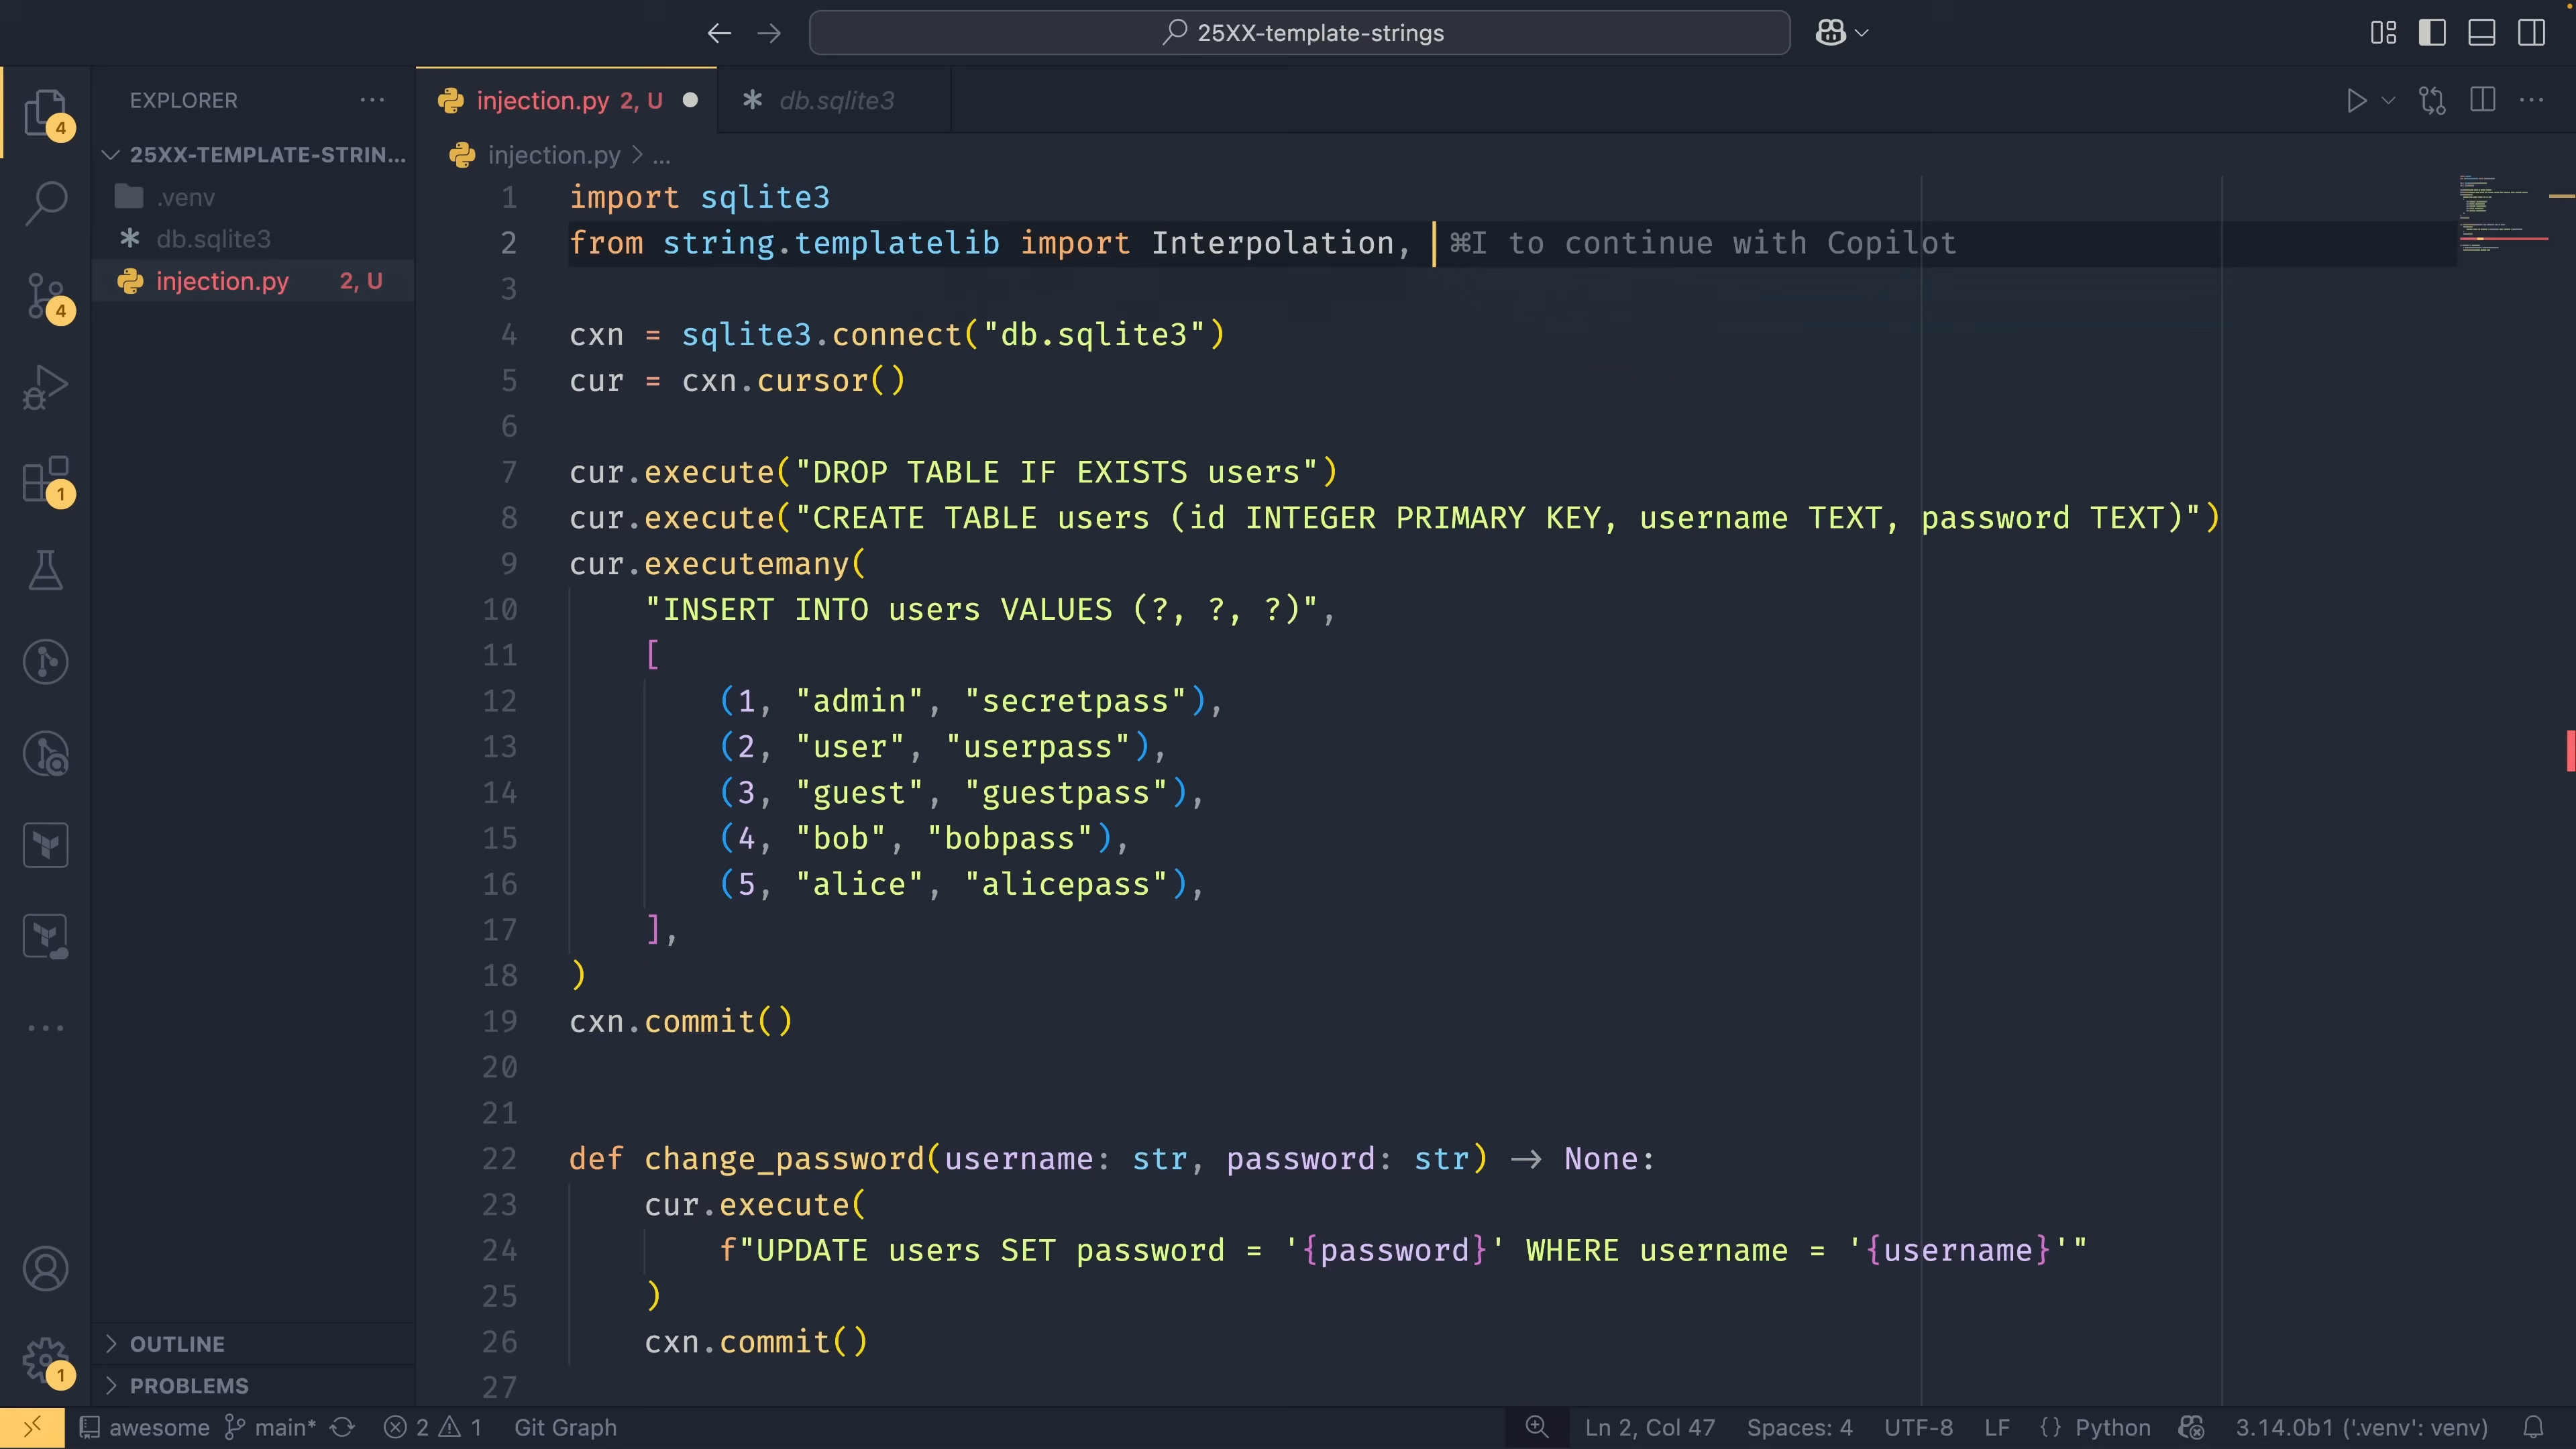 25XX-template-strings
EXPLORER
injection.py 2, U
db.sqlite3
4
25XX-TEMPLATE-STRIN...
injection.py > ...
.venv
db.sqlite3
injection.py 2, U
4
1
1 import sqlite3
2 from string.templatelib import Interpolation, ⌘I to continue with Copilot
3
4 cxn = sqlite3.connect("db.sqlite3")
5 cur = cxn.cursor()
6
7 cur.execute("DROP TABLE IF EXISTS users")
8 cur.execute("CREATE TABLE users (id INTEGER PRIMARY KEY, username TEXT, password TEXT)")
9 cur.executemany(
10 "INSERT INTO users VALUES (?, ?, ?)",
11 [
12 (1, "admin", "secretpass"),
13 (2, "user", "userpass"),
14 (3, "guest", "guestpass"),
15 (4, "bob", "bobpass"),
16 (5, "alice", "alicepass"),
17 ],
18 )
19 cxn.commit()
20
21
22 def change_password(username: str, password: str) → None:
23 cur.execute(
24 f"UPDATE users SET password = '{password}' WHERE username = '{username}'"
25 )
26 cxn.commit()
27
OUTLINE
PROBLEMS
1
awesome main* 2 1 Git Graph Ln 2, Col 47 Spaces: 4 UTF-8 LF {} Python 3.14.0b1 ('.venv': venv)